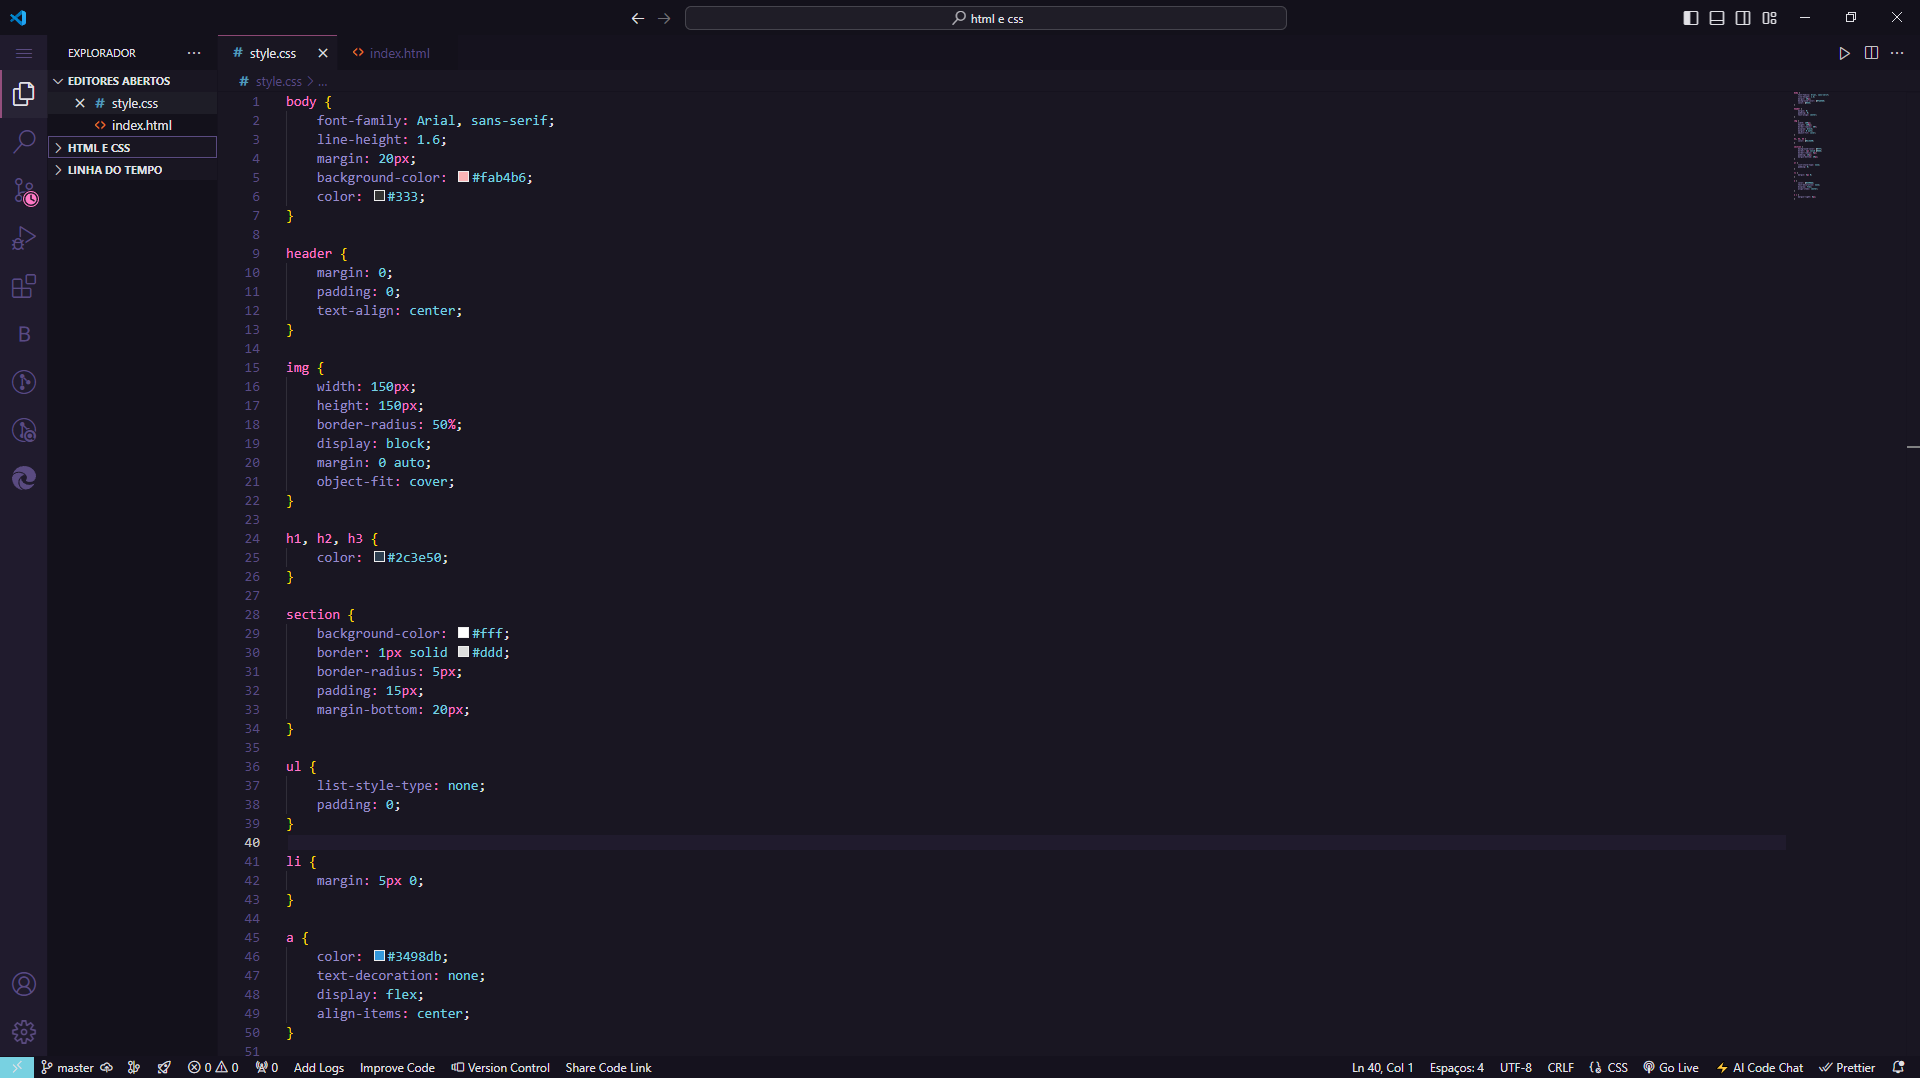 html e css
EXPLORADOR
style.css
index.html
EDITORES ABERTOS
style.css
index.html
HTML E CSS
LINHA DO TEMPO
# style.css > ...
1 body {
2 font-family: Arial, sans-serif;
3 line-height: 1.6;
4 margin: 20px;
5 background-color: #fab4b6;
6 color: #333;
7 }
8
9 header {
10 margin: 0;
11 padding: 0;
12 text-align: center;
13 }
14
15 img {
16 width: 150px;
17 height: 150px;
18 border-radius: 50%;
19 display: block;
20 margin: 0 auto;
21 object-fit: cover;
22 }
23
24 h1, h2, h3 {
25 color: #2c3e50;
26 }
27
28 section {
29 background-color: #fff;
30 border: 1px solid #ddd;
31 border-radius: 5px;
32 padding: 15px;
33 margin-bottom: 20px;
34 }
35
36 ul {
37 list-style-type: none;
38 padding: 0;
39 }
40
41 li {
42 margin: 5px 0;
43 }
44
45 a {
46 color: #3498db;
47 text-decoration: none;
48 display: flex;
49 align-items: center;
50 }
51
B
master 0 0 0 Add Logs Improve Code Version Control Share Code Link Ln 40, Col 1 Espaços: 4 UTF-8 CRLF {} CSS Go Live AI Code Chat Prettier